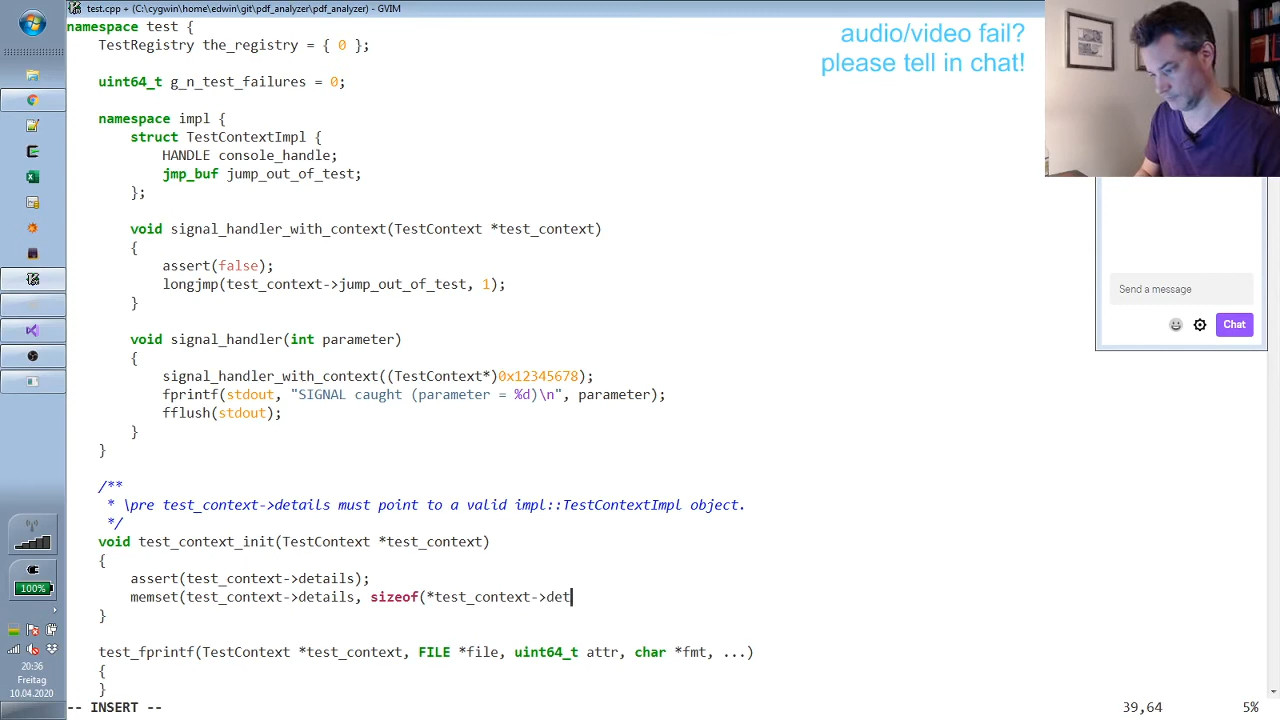 test.cpp + (C:\cygwin\home\edwin\git\pdf_analyzer\pdf_analyzer) - GVIM
namespace test {
    TestRegistry the_registry = { 0 };

    uint64_t g_n_test_failures = 0;

    namespace impl {
        struct TestContextImpl {
            HANDLE console_handle;
            jmp_buf jump_out_of_test;
        };

        void signal_handler_with_context(TestContext *test_context)
        {
            assert(false);
            longjmp(test_context->jump_out_of_test, 1);
        }

        void signal_handler(int parameter)
        {
            signal_handler_with_context((TestContext*)0x12345678);
            fprintf(stdout, "SIGNAL caught (parameter = %d)\n", parameter);
            fflush(stdout);
        }
    }

    /**
     * \pre test_context->details must point to a valid impl::TestContextImpl object.
     */
    void test_context_init(TestContext *test_context)
    {
        assert(test_context->details);
        memset(test_context->details, sizeof(*test_context->det
    }

    test_fprintf(TestContext *test_context, FILE *file, uint64_t attr, char *fmt, ...)
    {
    }
-- INSERT --
39,64
5%
audio/video fail?
please tell in chat!
Send a message
Chat
100%
20:36
Freitag
10.04.2020